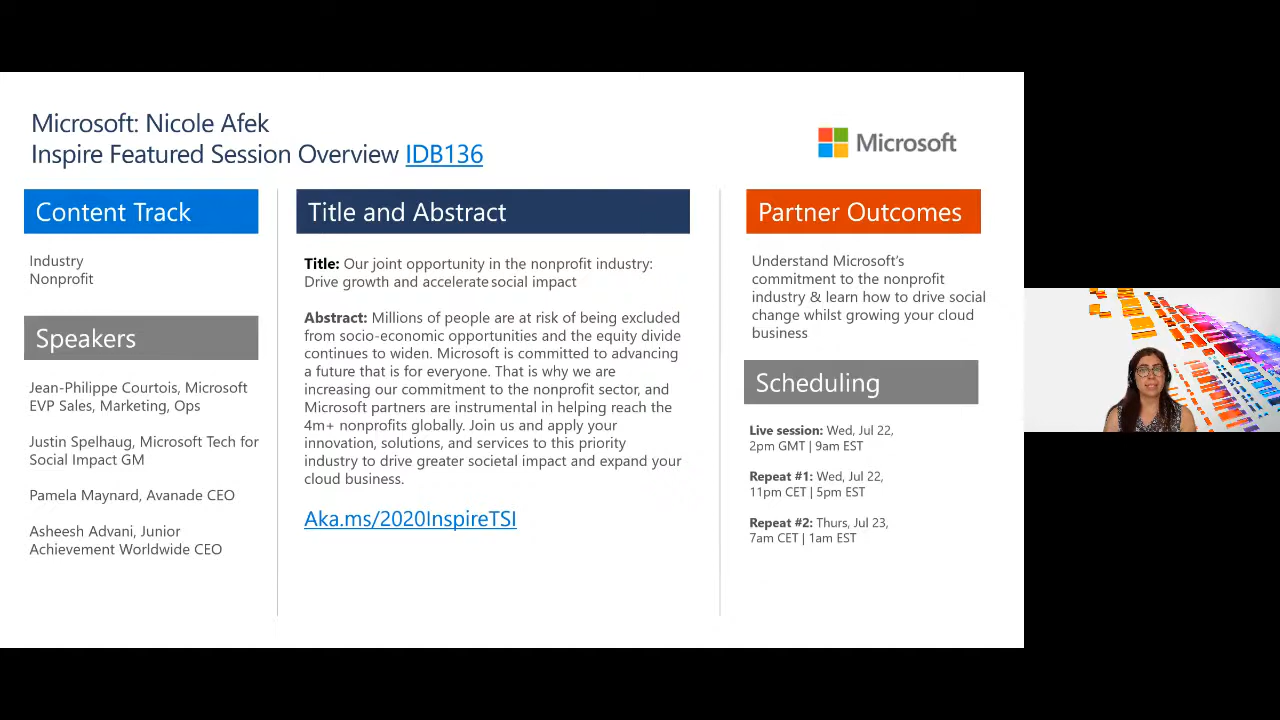 Microsoft: Nicole Afek
Inspire Featured Session Overview IDB136
Microsoft
Content Track
Industry
Nonprofit
Speakers
Jean-Philippe Courtois, Microsoft
EVP Sales, Marketing, Ops
Justin Spelhaug, Microsoft Tech for
Social Impact GM
Pamela Maynard, Avanade CEO
Asheesh Advani, Junior
Achievement Worldwide CEO
Title and Abstract
Title: Our joint opportunity in the nonprofit industry:
Drive growth and accelerate social impact
Abstract: Millions of people are at risk of being excluded
from socio-economic opportunities and the equity divide
continues to widen. Microsoft is committed to advancing
a future that is for everyone. That is why we are
increasing our commitment to the nonprofit sector, and
Microsoft partners are instrumental in helping reach the
4m+ nonprofits globally. Join us and apply your
innovation, solutions, and services to this priority
industry to drive greater societal impact and expand your
cloud business.
Aka.ms/2020InspireTSI
Partner Outcomes
Understand Microsoft's
commitment to the nonprofit
industry & learn how to drive social
change whilst growing your cloud
business
Scheduling
Live session: Wed, Jul 22,
2pm GMT | 9am EST
Repeat #1: Wed, Jul 22,
11pm CET | 5pm EST
Repeat #2: Thurs, Jul 23,
7am CET | 1am EST